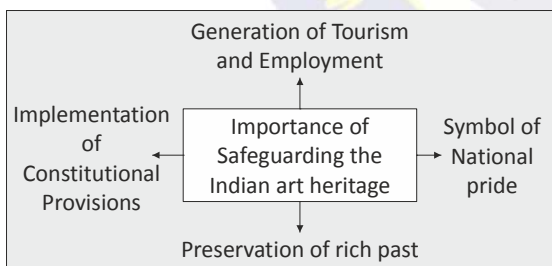 Generation of Tourism
and Employment
Implementation
of
Constitutional
Provisions
Importance of
Safeguarding the
Indian art heritage
Symbol of
National
pride
Preservation of rich past